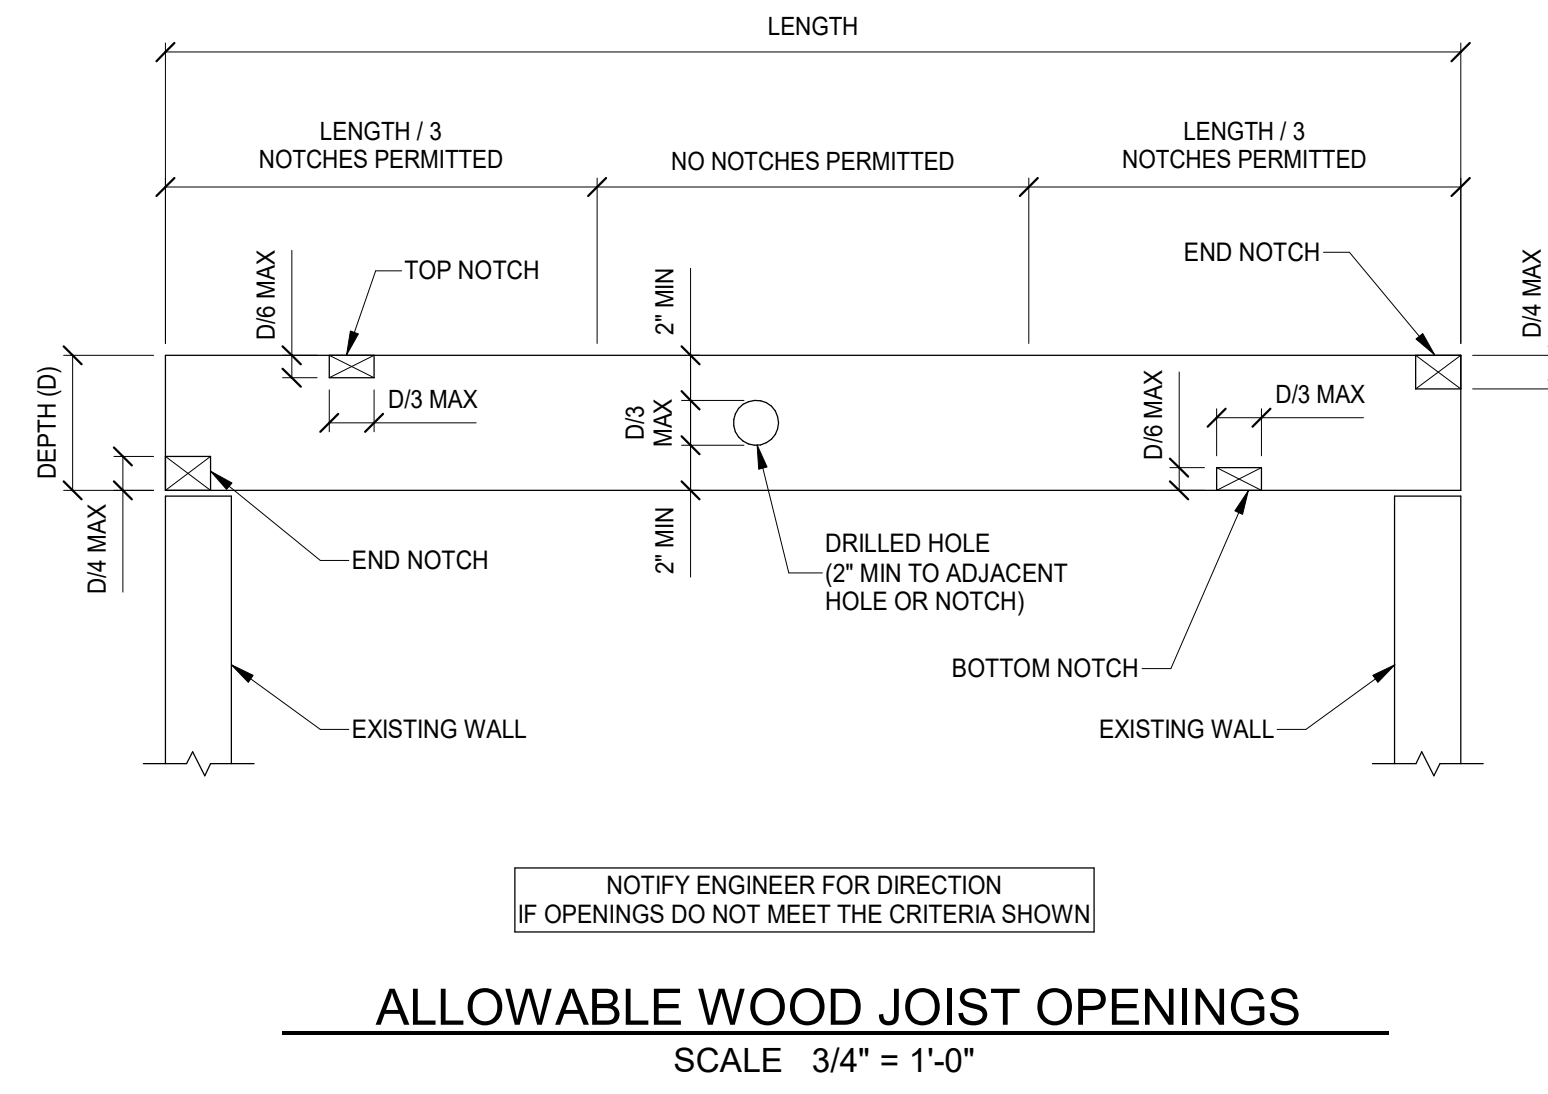 LENGTH
LENGTH / 3
NOTCHES PERMITTED
NO NOTCHES PERMITTED
LENGTH / 3
NOTCHES PERMITTED
D/6 MAX
TOP NOTCH
2" MIN
END NOTCH
D/4 MAX
DEPTH (D)
D/3 MAX
D/3
MAX
D/6 MAX
D/3 MAX
D/4 MAX
END NOTCH
2" MIN
DRILLED HOLE
(2" MIN TO ADJACENT
HOLE OR NOTCH)
BOTTOM NOTCH
EXISTING WALL
EXISTING WALL
NOTIFY ENGINEER FOR DIRECTION
IF OPENINGS DO NOT MEET THE CRITERIA SHOWN
ALLOWABLE WOOD JOIST OPENINGS
SCALE 3/4" = 1'-0"